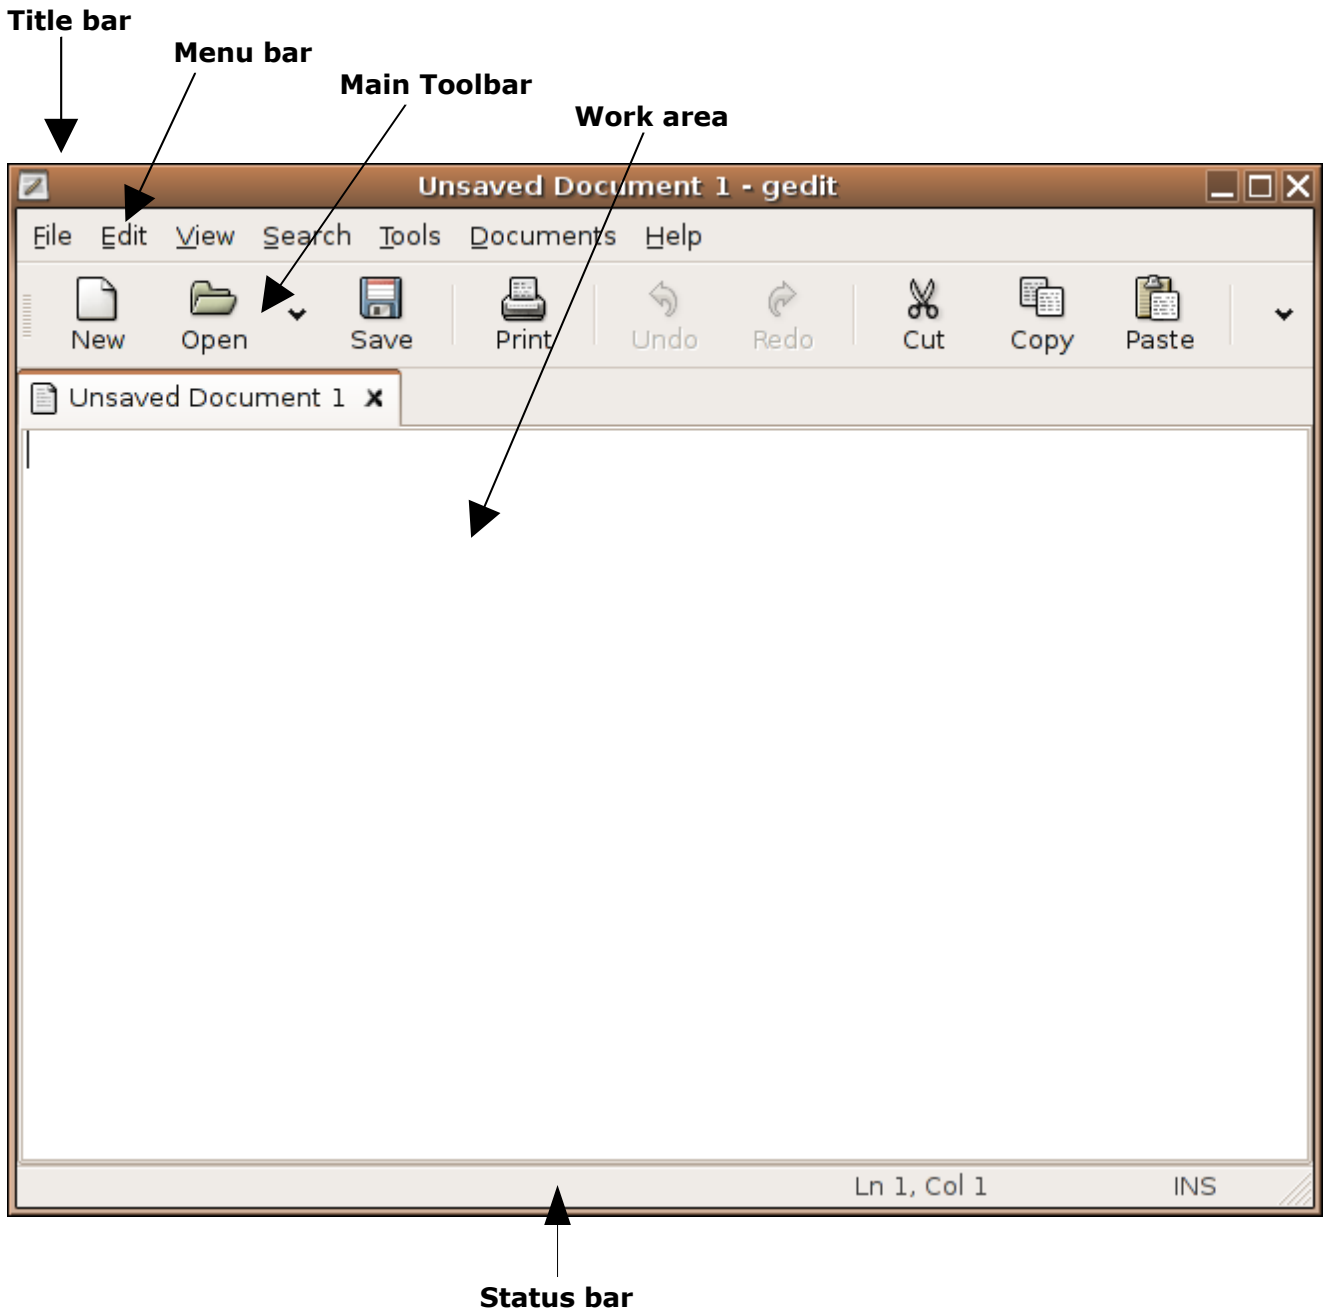 Title bar
Menu bar
Main Toolbar
Work area
Unsaved Document 1 - gedit
File Edit View Search Tools Documents Help
New Open Save Print Undo Redo Cut Copy Paste
Unsaved Document 1
Ln 1, Col 1 INS
Status bar